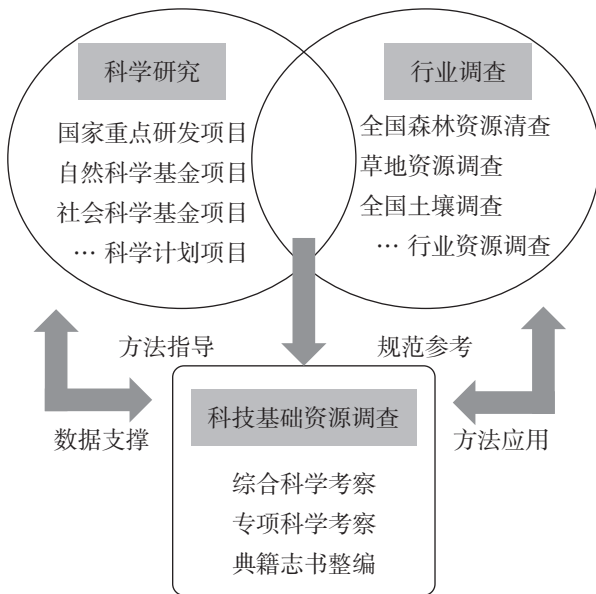 科学研究
国家重点研发项目
自然科学基金项目
社会科学基金项目
… 科学计划项目
行业调查
全国森林资源清查
草地资源调查
全国土壤调查
… 行业资源调查
方法指导
规范参考
数据支撑
方法应用
科技基础资源调查
综合科学考察
专项科学考察
典籍志书整编